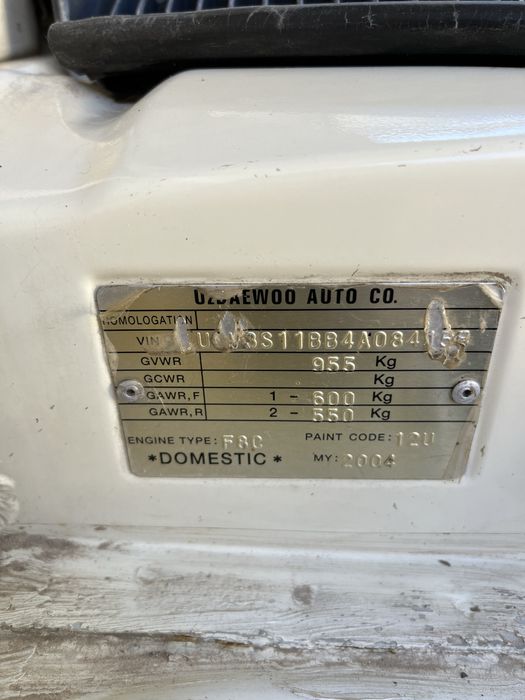 UZDAEWOO AUTO CO.
HOMOLOGATION
VIN
GVWR 955 Kg
GCWR Kg
GAWR,F 1 - 600 Kg
GAWR,R 2 - 550 Kg
ENGINE TYPE: F8C PAINT CODE: 12U
*DOMESTIC* MY: 2004